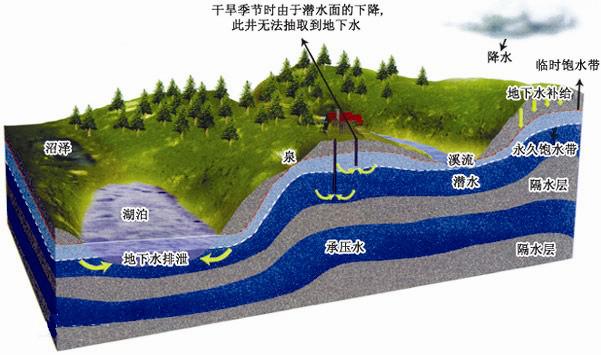 干旱季节时由于潜水面的下降,
此井无法抽取到地下水
降水
临时饱水带
地下水补给
沼泽
泉
溪流
永久饱水带
潜水
隔水层
湖泊
地下水排泄
承压水
隔水层